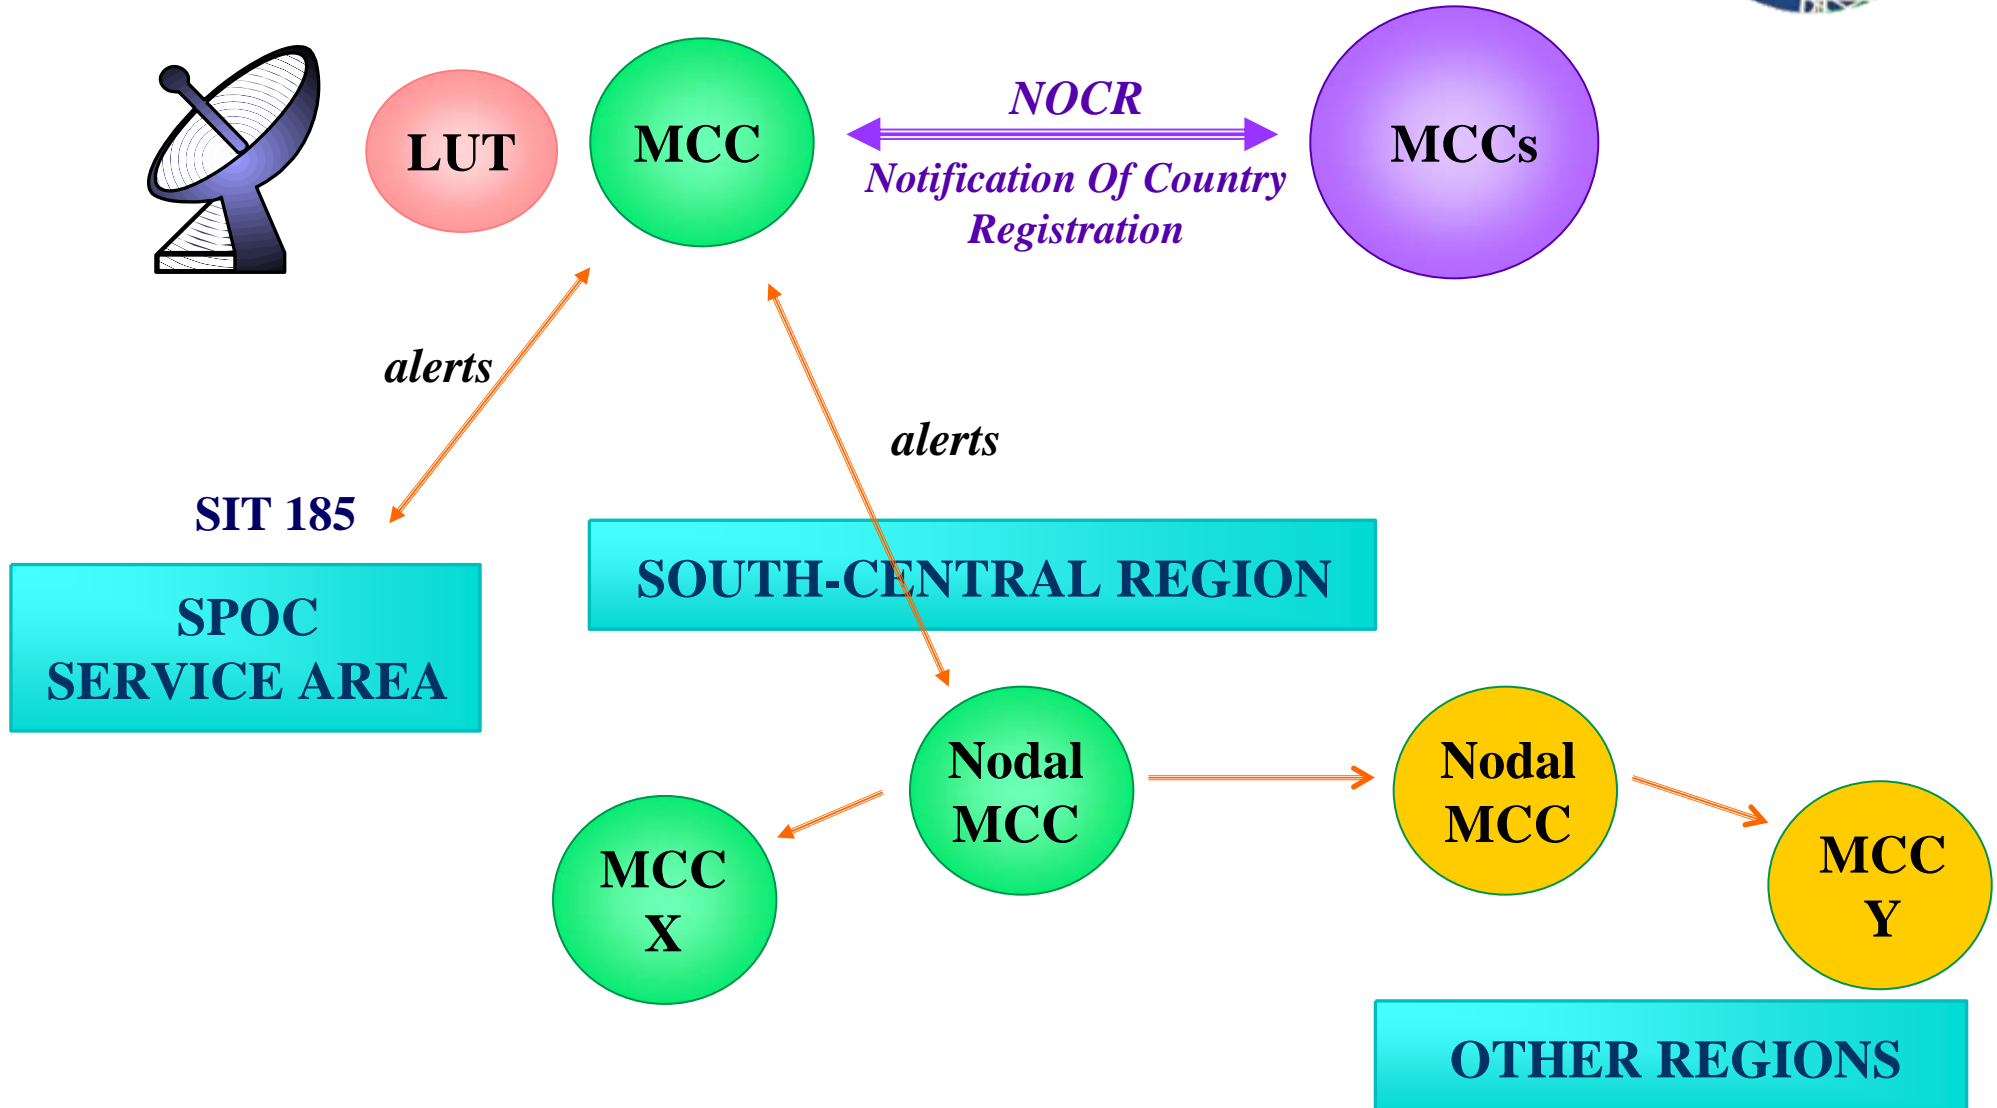 LUT
MCC
NOCR
Notification Of Country
Registration
MCCs
alerts
alerts
SIT 185
SPOC
SERVICE AREA
SOUTH-CENTRAL REGION
Nodal
MCC
Nodal
MCC
MCC
X
MCC
Y
OTHER REGIONS